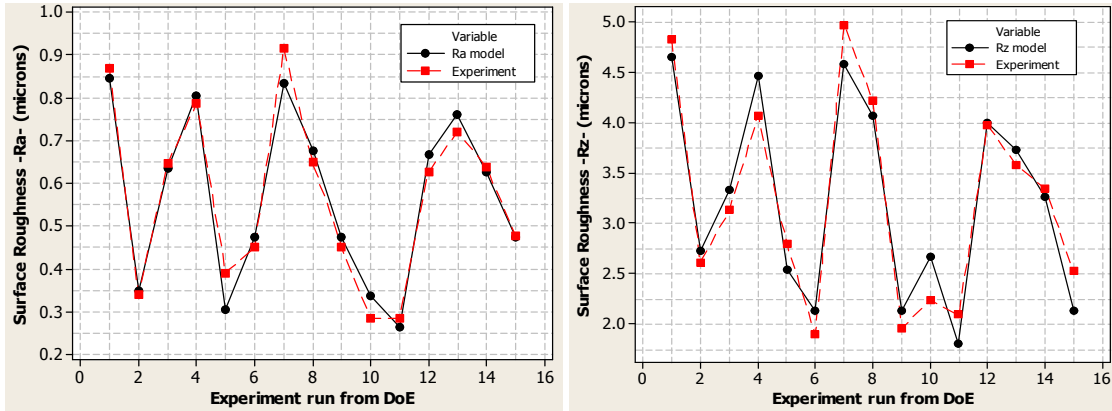 Surface Roughness -Ra- (microns)
1.0
0.9
0.8
0.7
0.6
0.5
0.4
0.3
0.2
Variable
Ra model
Experiment
0 2 4 6 8 10 12 14 16
Experiment run from DoE
Surface Roughness -Rz- (microns)
5.0
4.5
4.0
3.5
3.0
2.5
2.0
Variable
Rz model
Experiment
0 2 4 6 8 10 12 14 16
Experiment run from DoE